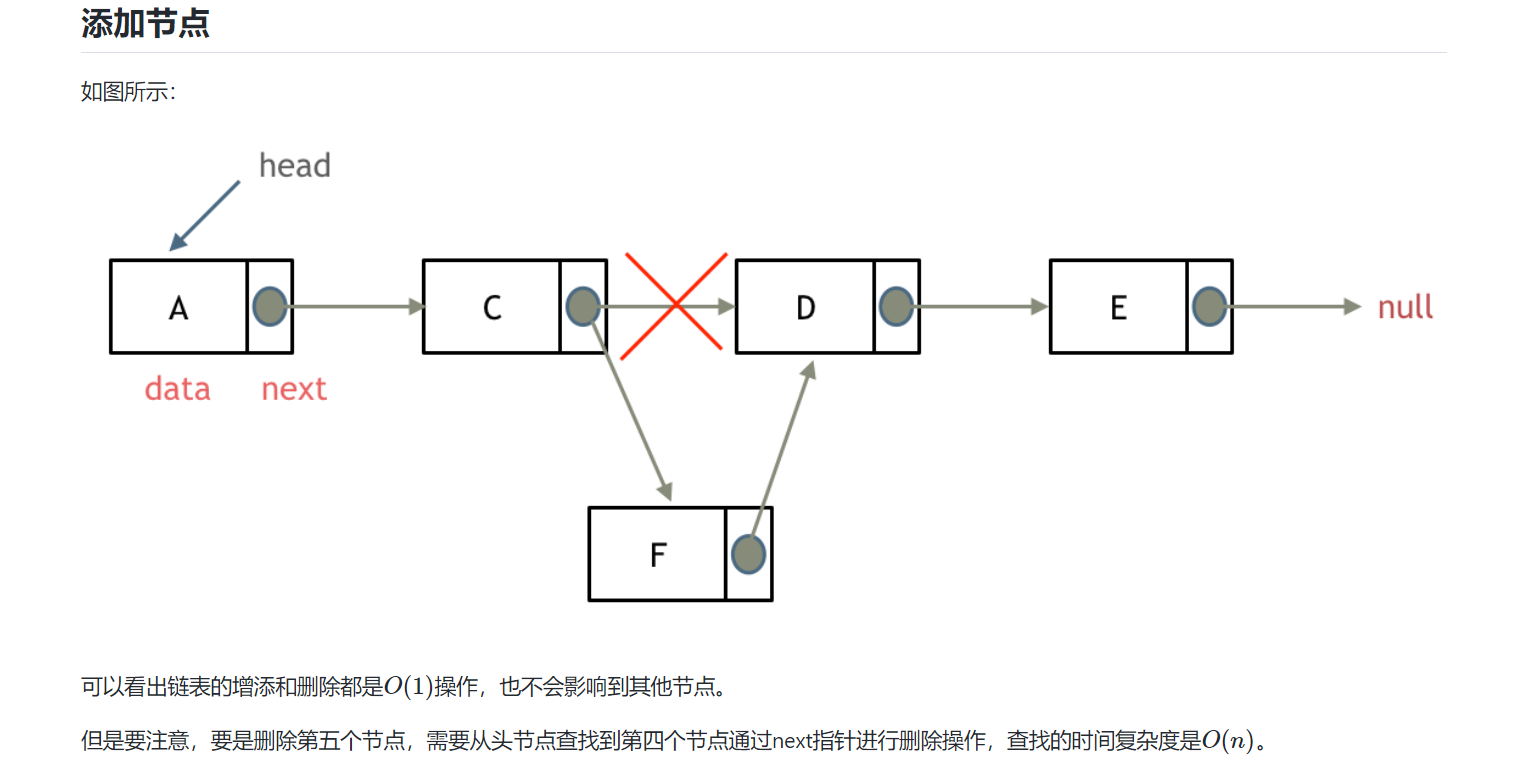 添加节点
如图所示：
head
A
C
D
E
null
data next
F
可以看出链表的增添和删除都是O(1)操作，也不会影响到其他节点。
但是要注意，要是删除第五个节点，需要从头节点查找到第四个节点通过next指针进行删除操作，查找的时间复杂度是O(n)。